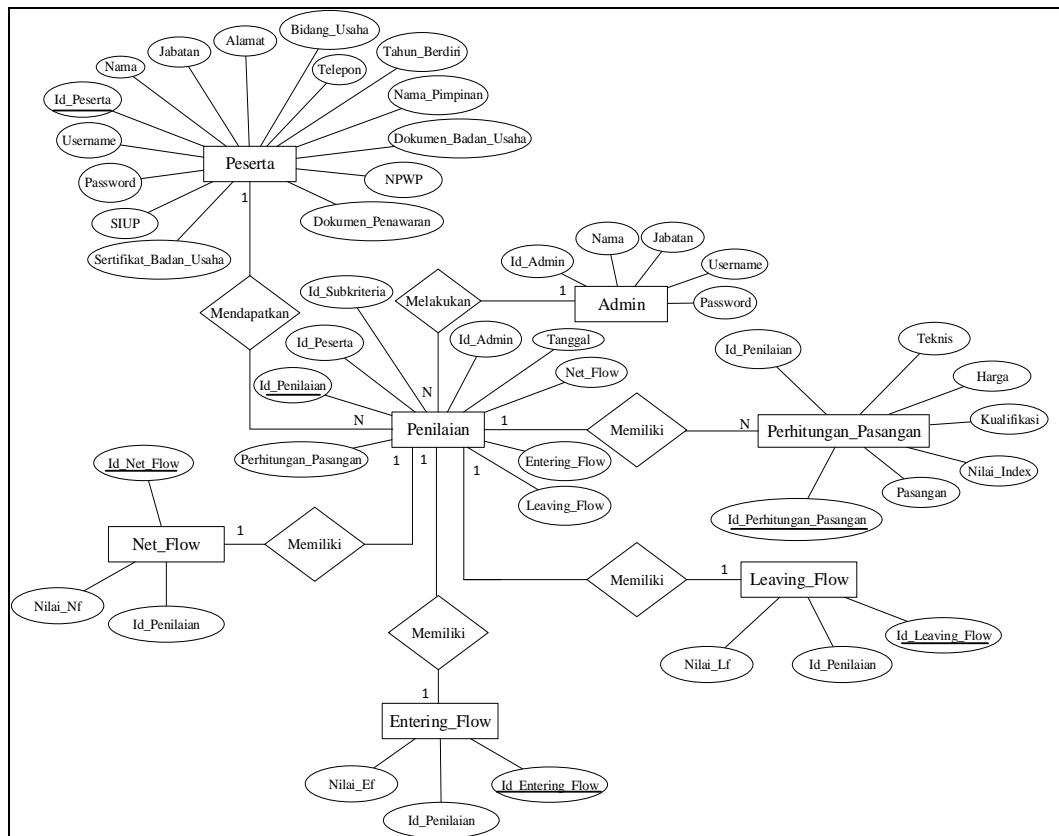 Bidang_Usaha
Alamat
Jabatan
Tahun_Berdiri
Nama
Telepon
Id_Peserta
Nama_Pimpinan
Username
Dokumen_Badan_Usaha
Peserta
Password
NPWP
1
SIUP
Dokumen_Penawaran
Sertifikat_Badan_Usaha
Nama
Jabatan
Id_Admin
Username
Id_Subkriteria
Melakukan
1
Admin
Password
Mendapatkan
Id_Peserta
Id_Admin
Tanggal
Id_Penilaian
Teknis
Net_Flow
Harga
Id_Penilaian
N
N
Penilaian
1
Memiliki
N
Perhitungan_Pasangan
Kualifikasi
Perhitungan_Pasangan
1
1
1
Entering_Flow
Nilai_Index
Id_Net_Flow
Leaving_Flow
Pasangan
Id_Perhitungan_Pasangan
Net_Flow
1
Memiliki
Memiliki
1
Leaving_Flow
Nilai_Nf
Id_Penilaian
Memiliki
Id_Leaving_Flow
Nilai_Lf
Id_Penilaian
1
Entering_Flow
Nilai_Ef
Id_Entering_Flow
Id_Penilaian